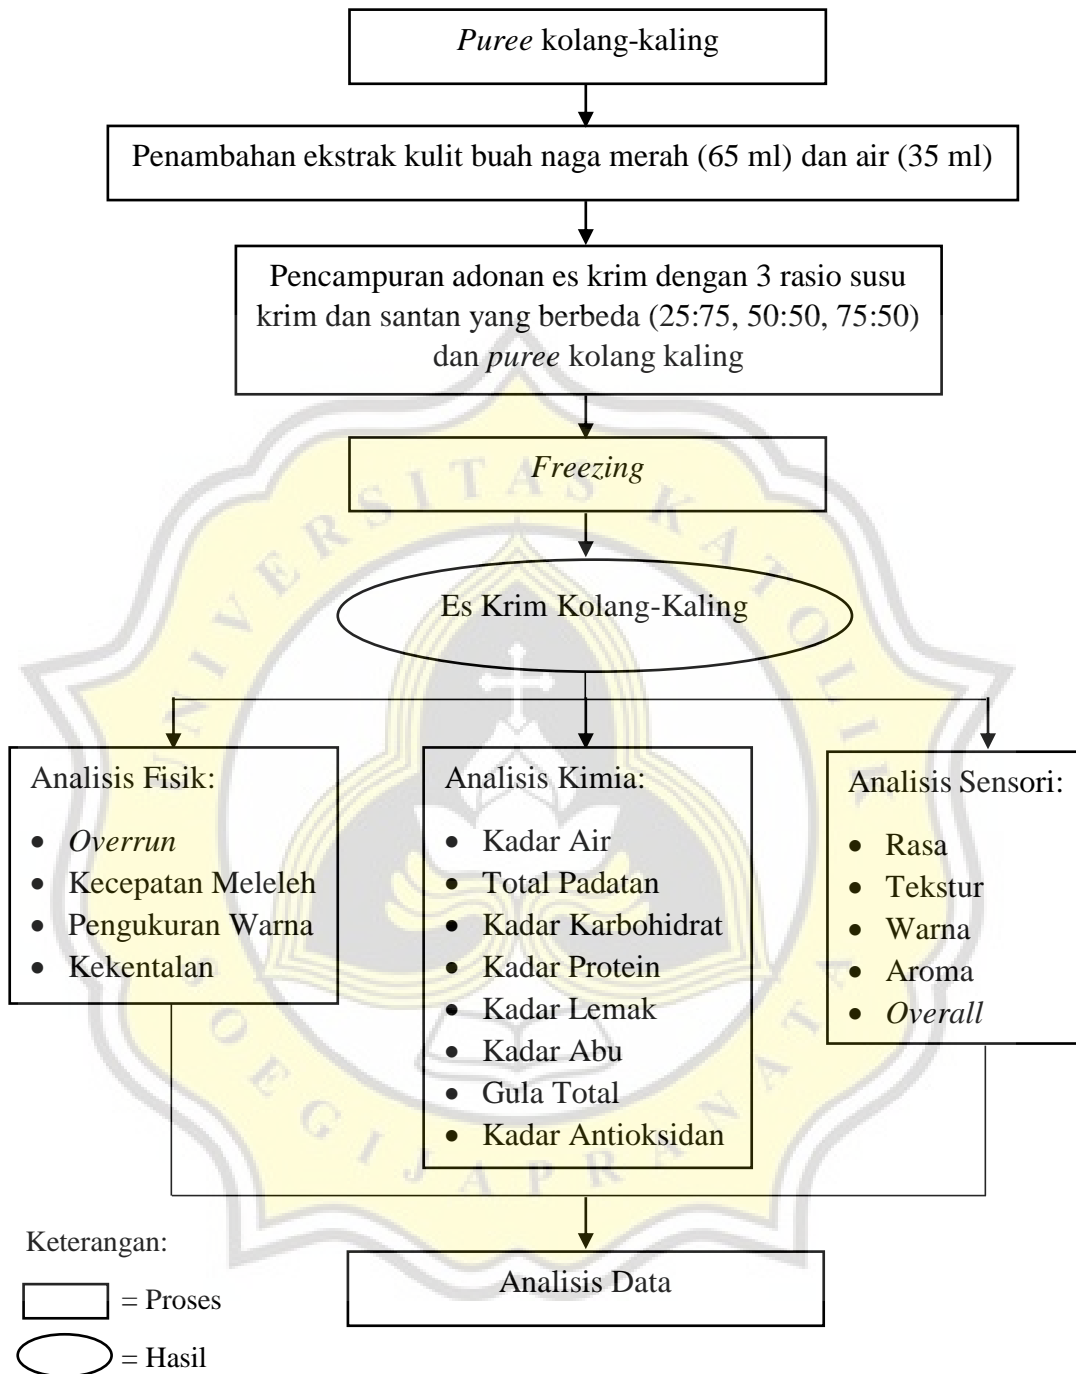 Puree kolang-kaling
Penambahan ekstrak kulit buah naga merah (65 ml) dan air (35 ml)
Pencampuran adonan es krim dengan 3 rasio susu
krim dan santan yang berbeda (25:75, 50:50, 75:50)
dan puree kolang kaling
Freezing
Es Krim Kolang-Kaling
Analisis Fisik:
• Overrun
• Kecepatan Meleleh
• Pengukuran Warna
• Kekentalan
Analisis Kimia:
• Kadar Air
• Total Padatan
• Kadar Karbohidrat
• Kadar Protein
• Kadar Lemak
• Kadar Abu
• Gula Total
• Kadar Antioksidan
Analisis Sensori:
• Rasa
• Tekstur
• Warna
• Aroma
• Overall
Analisis Data
Keterangan:
= Proses
= Hasil
UNIVERSITAS KATOLIK
SOEGIJAPRANATA